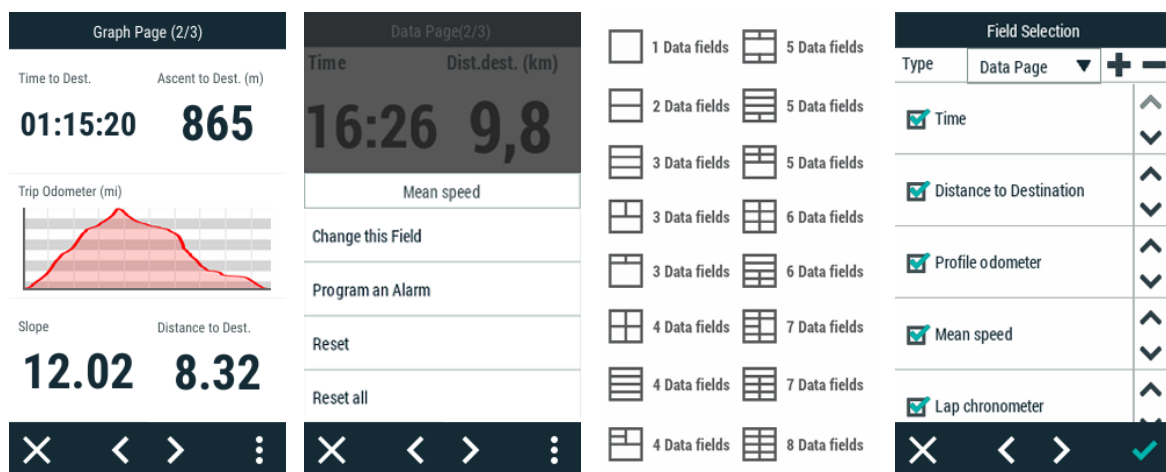 Graph Page (2/3)
Time to Dest. Ascent to Dest. (m)
01:15:20 865
Trip Odometer (mi)
Slope Distance to Dest.
12.02 8.32
Data Page(2/3)
Time Dist.dest. (km)
16:26 9,8
Mean speed
Change this Field
Program an Alarm
Reset
Reset all
1 Data fields 5 Data fields
2 Data fields 5 Data fields
3 Data fields 5 Data fields
3 Data fields 6 Data fields
3 Data fields 6 Data fields
4 Data fields 7 Data fields
4 Data fields 7 Data fields
4 Data fields 8 Data fields
Field Selection
Type Data Page
Time
Distance to Destination
Profile odometer
Mean speed
Lap chronometer